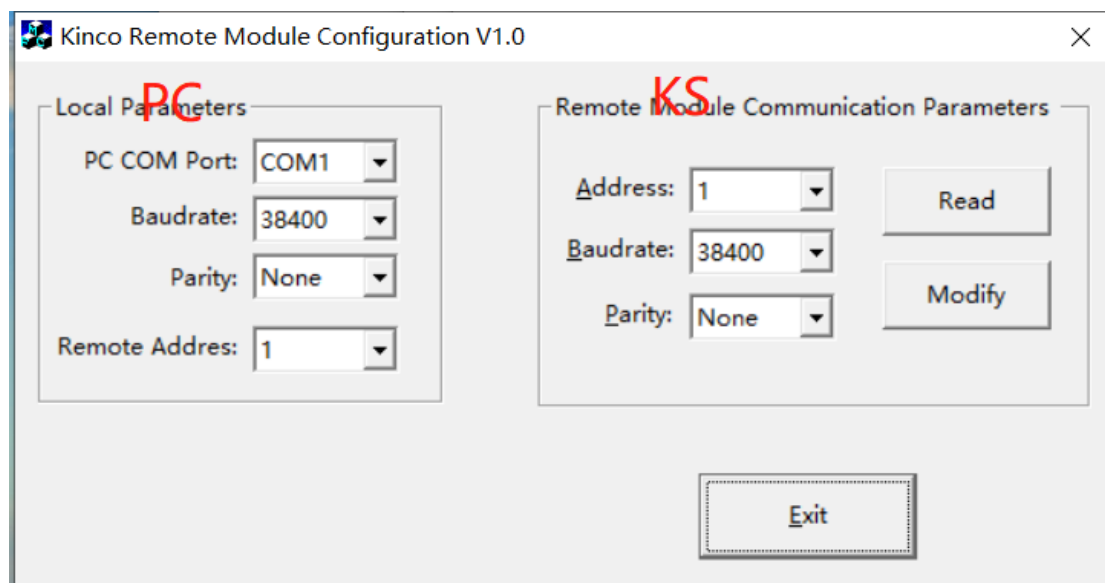 Kinco Remote Module Configuration V1.0
PC
Local Parameters
PC COM Port: COM1
Baudrate: 38400
Parity: None
Remote Addres: 1
KS
Remote Module Communication Parameters
Address: 1
Baudrate: 38400
Parity: None
Read
Modify
Exit